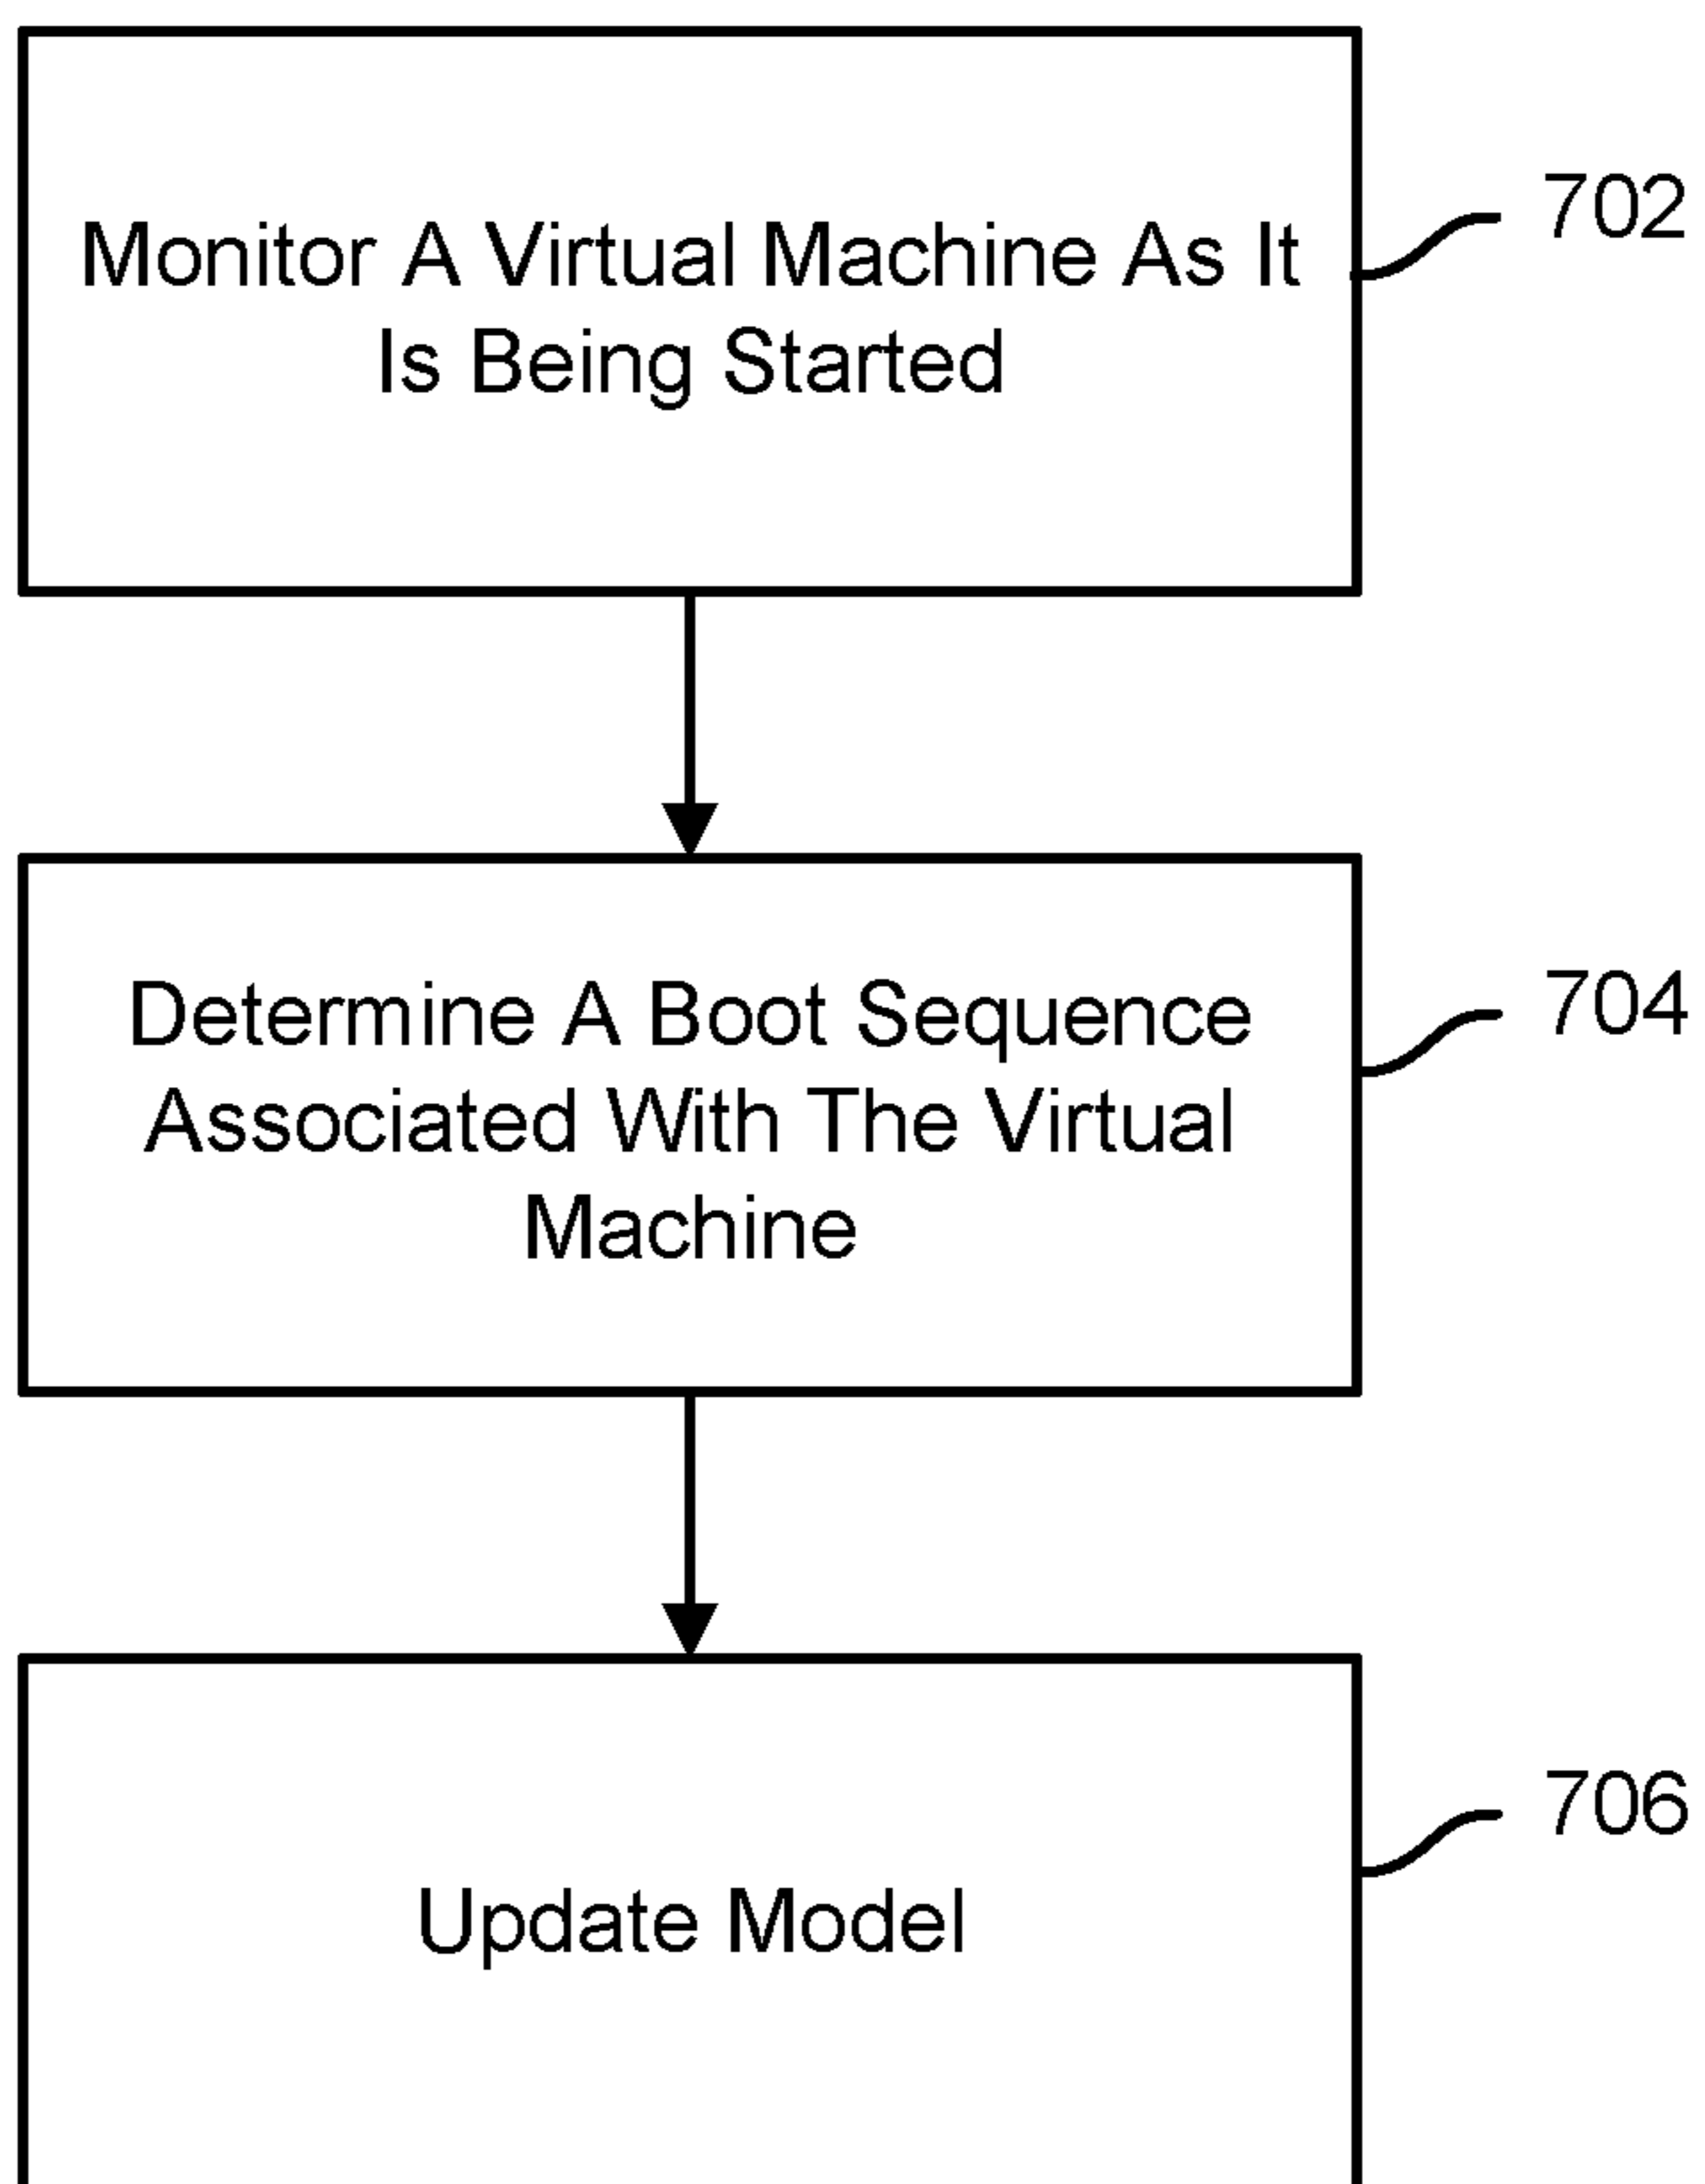 Monitor A Virtual Machine As It
Is Being Started
702
Determine A Boot Sequence
Associated With The Virtual
Machine
704
Update Model
706